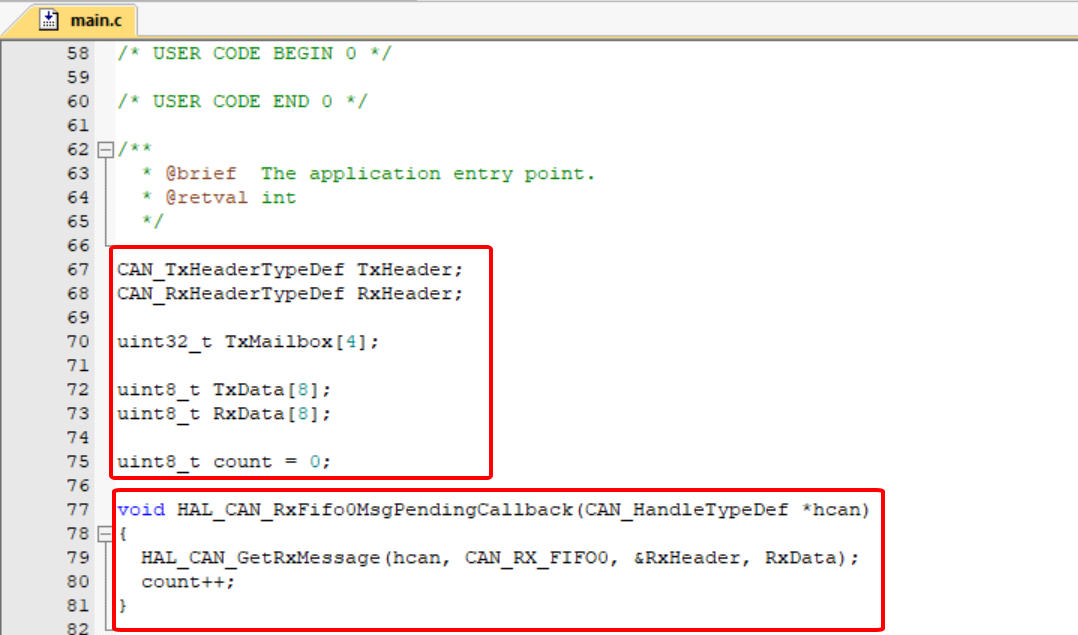 main.c
58 /* USER CODE BEGIN 0 */
59
60 /* USER CODE END 0 */
61
62 /**
63 * @brief  The application entry point.
64 * @retval int
65 */
66
67 CAN_TxHeaderTypeDef TxHeader;
68 CAN_RxHeaderTypeDef RxHeader;
69
70 uint32_t TxMailbox[4];
71
72 uint8_t TxData[8];
73 uint8_t RxData[8];
74
75 uint8_t count = 0;
76
77 void HAL_CAN_RxFifo0MsgPendingCallback(CAN_HandleTypeDef *hcan)
78 {
79 HAL_CAN_GetRxMessage(hcan, CAN_RX_FIFO0, &RxHeader, RxData);
80 count++;
81 }
82